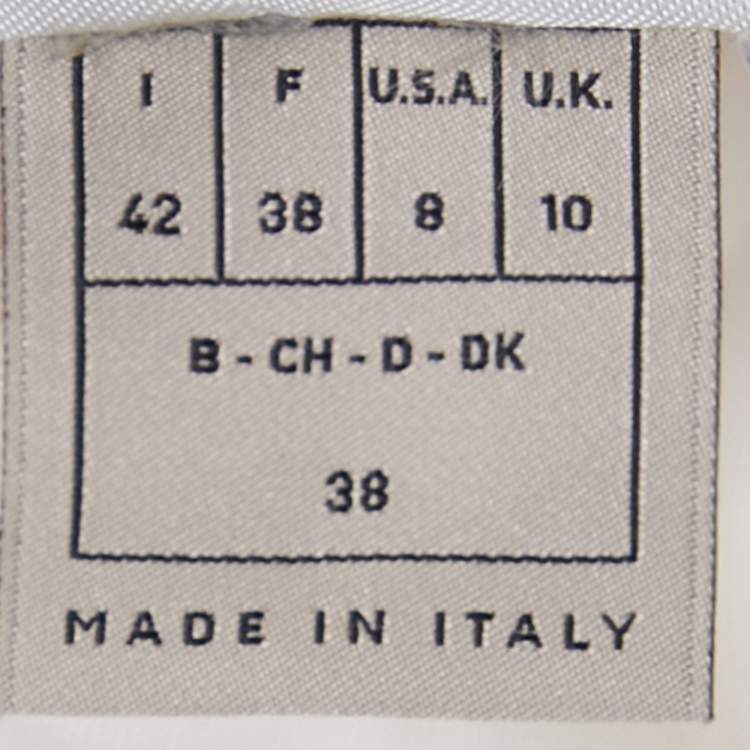 I F U.S.A. U.K.
42 38 8 10
B - CH - D - DK
38
MADE IN ITALY